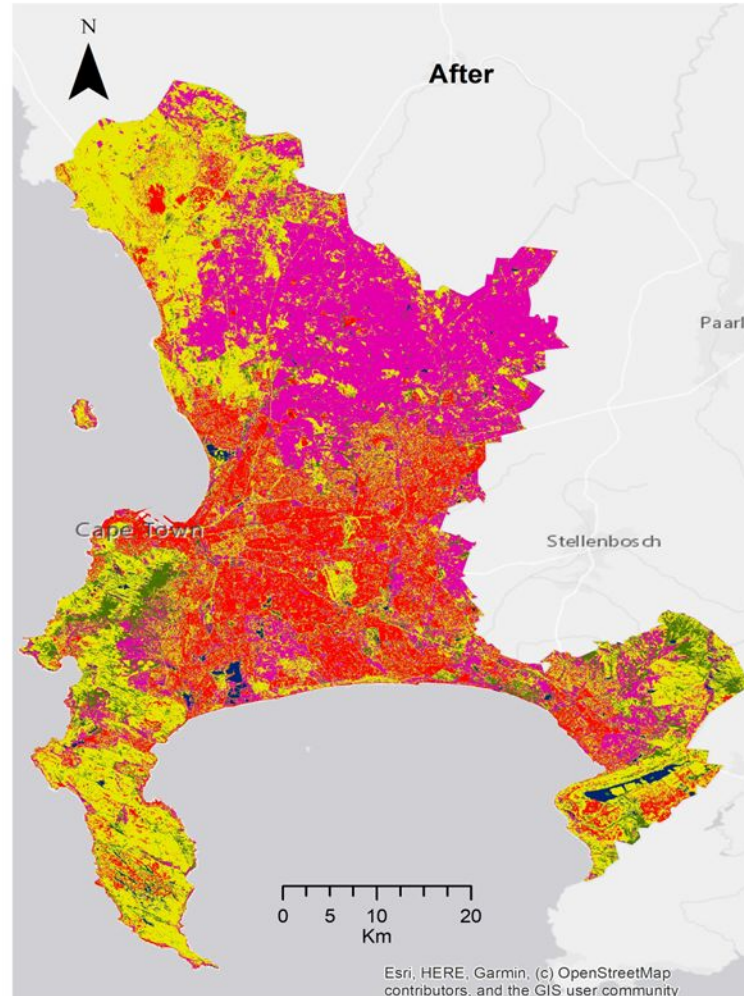 N
After
Paarl
Cape Town
Stellenbosch
0 5 10 20
Km
Esri, HERE, Garmin, (c) OpenStreetMap
contributors, and the GIS user community